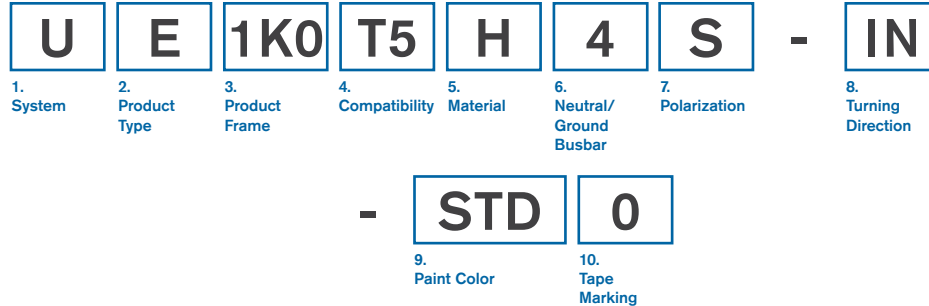 U E 1K0 T5 H 4 S - IN
1. 2. 3. 4. 5. 6. 7. 8.
System Product Product Compatibility Material Neutral/ Polarization Turning
Type Frame Ground Direction
Busbar
- STD 0
9. 10.
Paint Color Tape
Marking